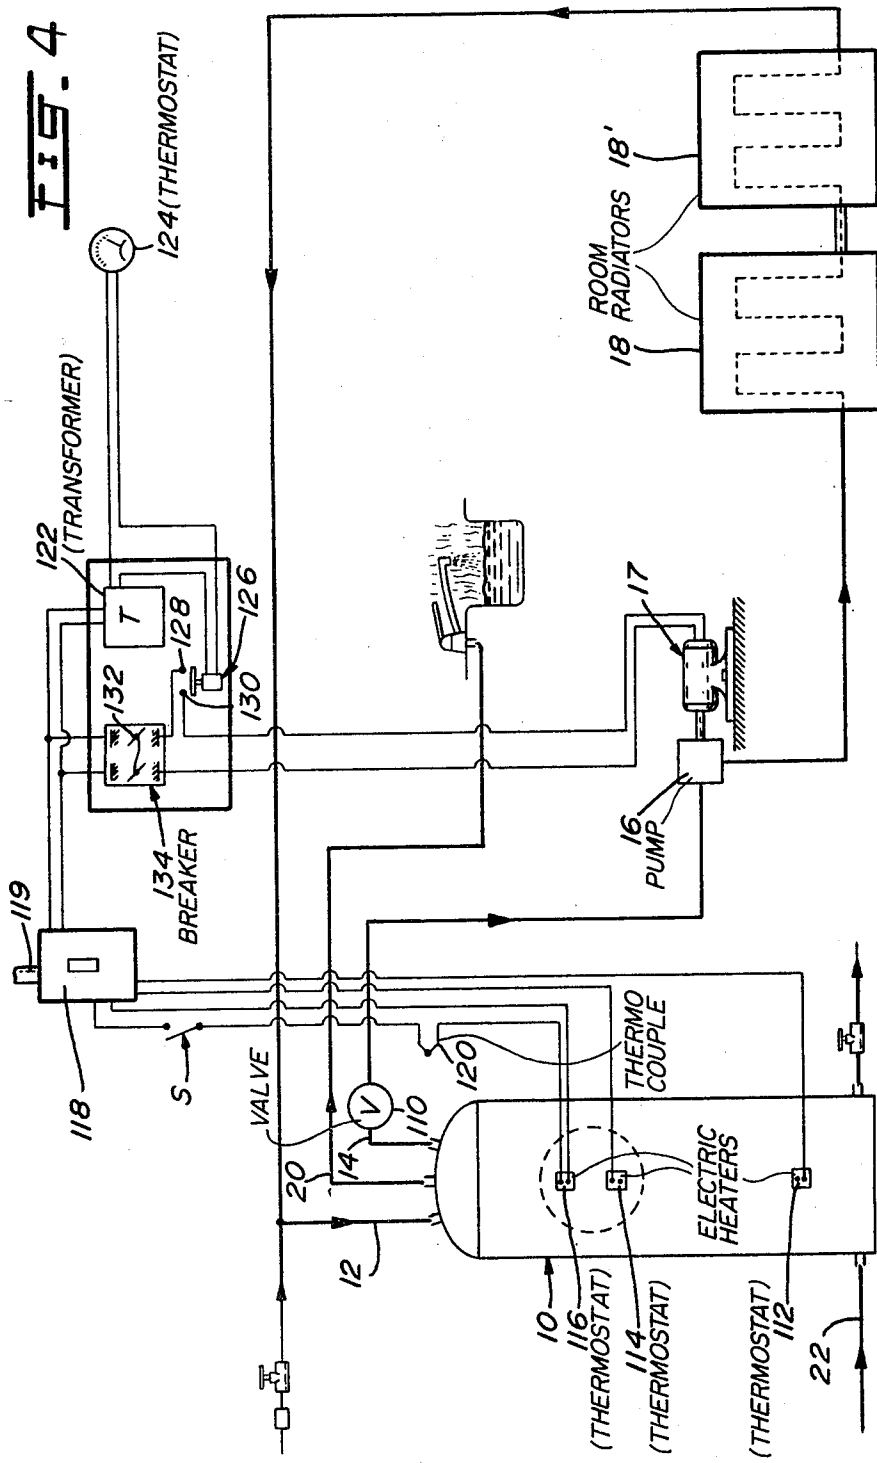 FIG. 4
124 (THERMOSTAT)
122 (TRANSFORMER)
T
128
126
130
132
134
BREAKER
119
118
S
VALVE
V
110
14
20
12
120
THERMO
COUPLE
16
PUMP
17
ROOM
RADIATORS
18
18'
ELECTRIC
HEATERS
10
116
(THERMOSTAT)
114
(THERMOSTAT)
112
(THERMOSTAT)
22